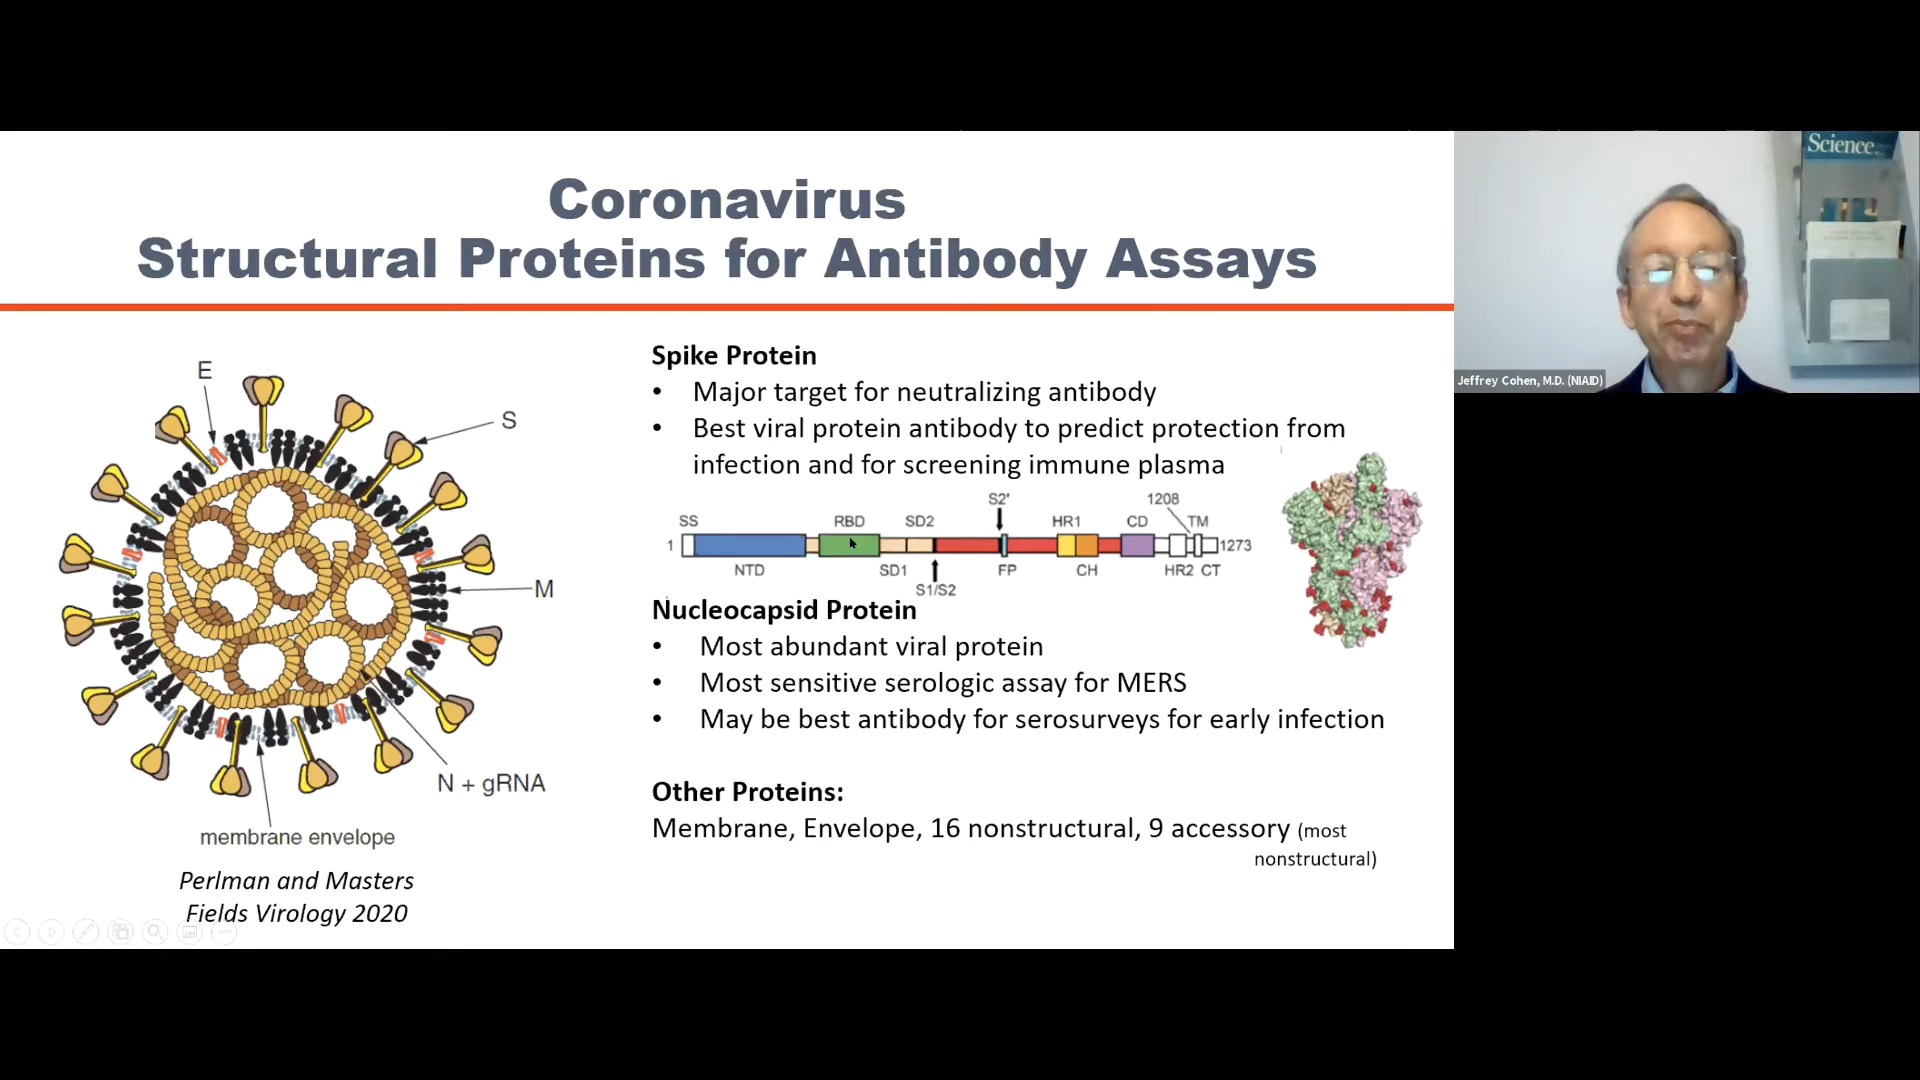 Coronavirus
Structural Proteins for Antibody Assays
E
S
M
N + gRNA
membrane envelope
Perlman and Masters
Fields Virology 2020
Spike Protein
• Major target for neutralizing antibody
• Best viral protein antibody to predict protection from
infection and for screening immune plasma
S2' 1208
SS RBD SD2 HR1 CD TM
1 1273
NTD SD1 FP CH HR2 CT
S1/S2
Nucleocapsid Protein
• Most abundant viral protein
• Most sensitive serologic assay for MERS
• May be best antibody for serosurveys for early infection
Other Proteins:
Membrane, Envelope, 16 nonstructural, 9 accessory (most
nonstructural)
Science
Jeffrey Cohen, M.D. (NIAID)